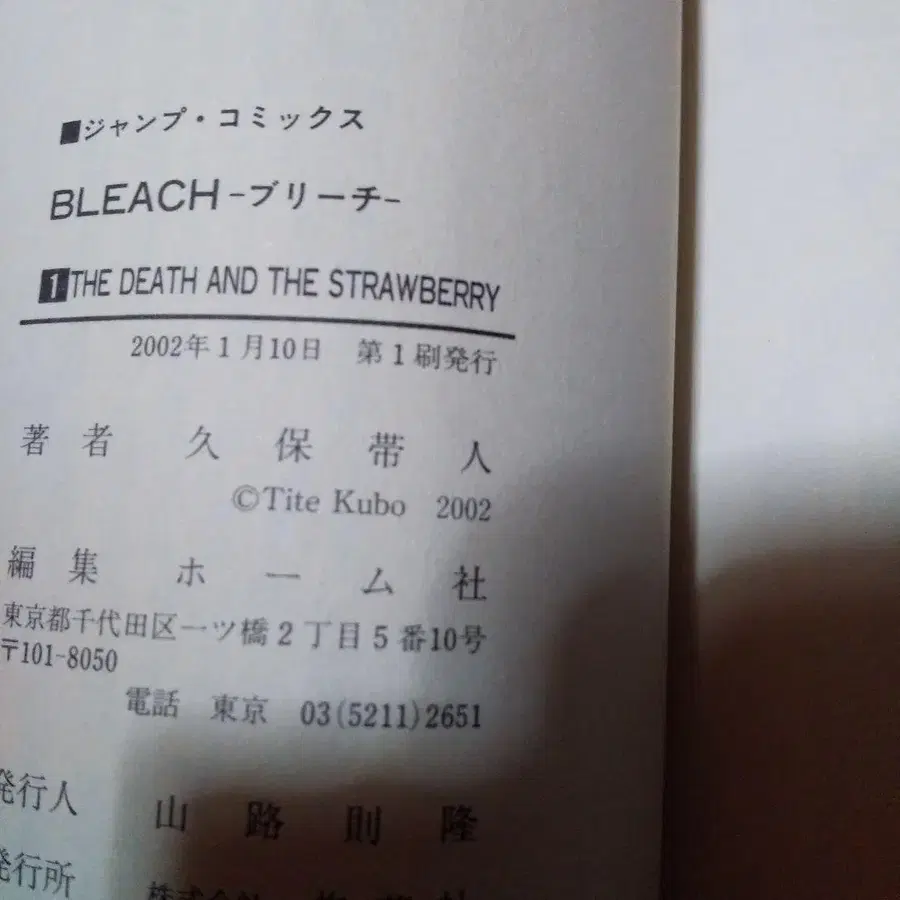 ■ジャンプ・コミックス
BLEACH-ブリーチ-
1 THE DEATH AND THE STRAWBERRY
2002年1月10日 第1刷発行
著者 久保帯人
©Tite Kubo 2002
編集 ホーム社
東京都千代田区一ツ橋2丁目5番10号
〒101-8050
電話 東京 03(5211)2651
発行人 山路則隆
発行所